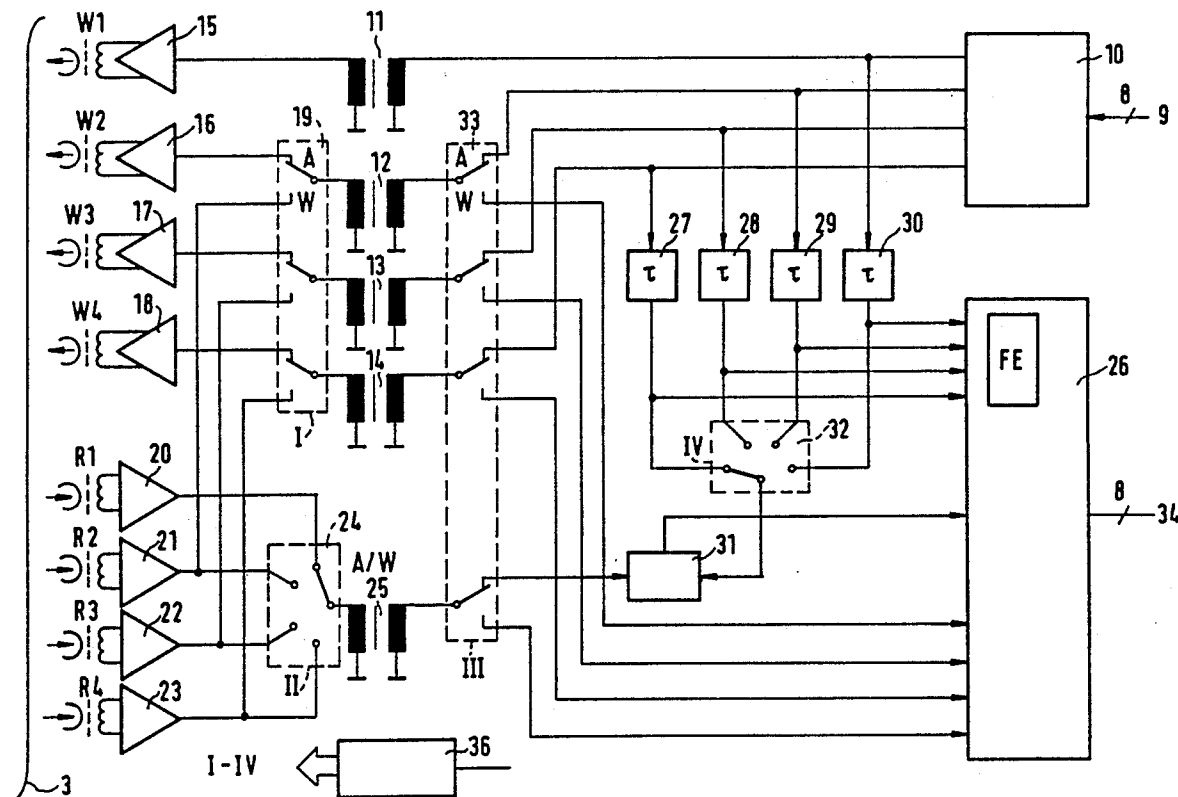 W1 15 11 10
8 9
W2 16 19 33
A 12 A
W W
W3 17 27 28 29 30
13 τ τ τ τ
W4 18
14 FE 26
I IV 32
R1 20
8 34
R2 21 24 31
A/W
25
R3 22
II III
R4 23
I-IV 36
3